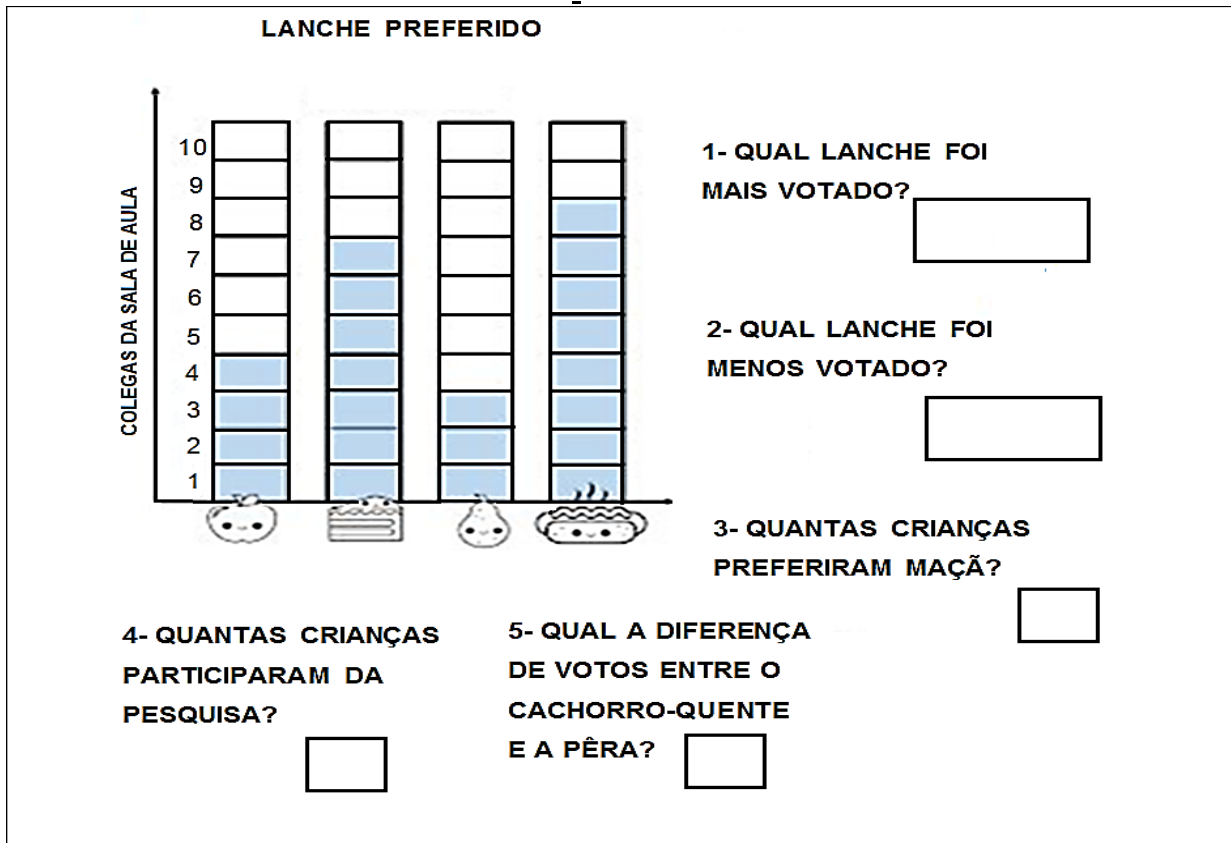 LANCHE PREFERIDO
COLEGAS DA SALA DE AULA
10
9
8
7
6
5
4
3
2
1
1- QUAL LANCHE FOI
MAIS VOTADO?
2- QUAL LANCHE FOI
MENOS VOTADO?
3- QUANTAS CRIANÇAS
PREFERIRAM MAÇÃ?
4- QUANTAS CRIANÇAS
PARTICIPARAM DA
PESQUISA?
5- QUAL A DIFERENÇA
DE VOTOS ENTRE O
CACHORRO-QUENTE
E A PÊRA?